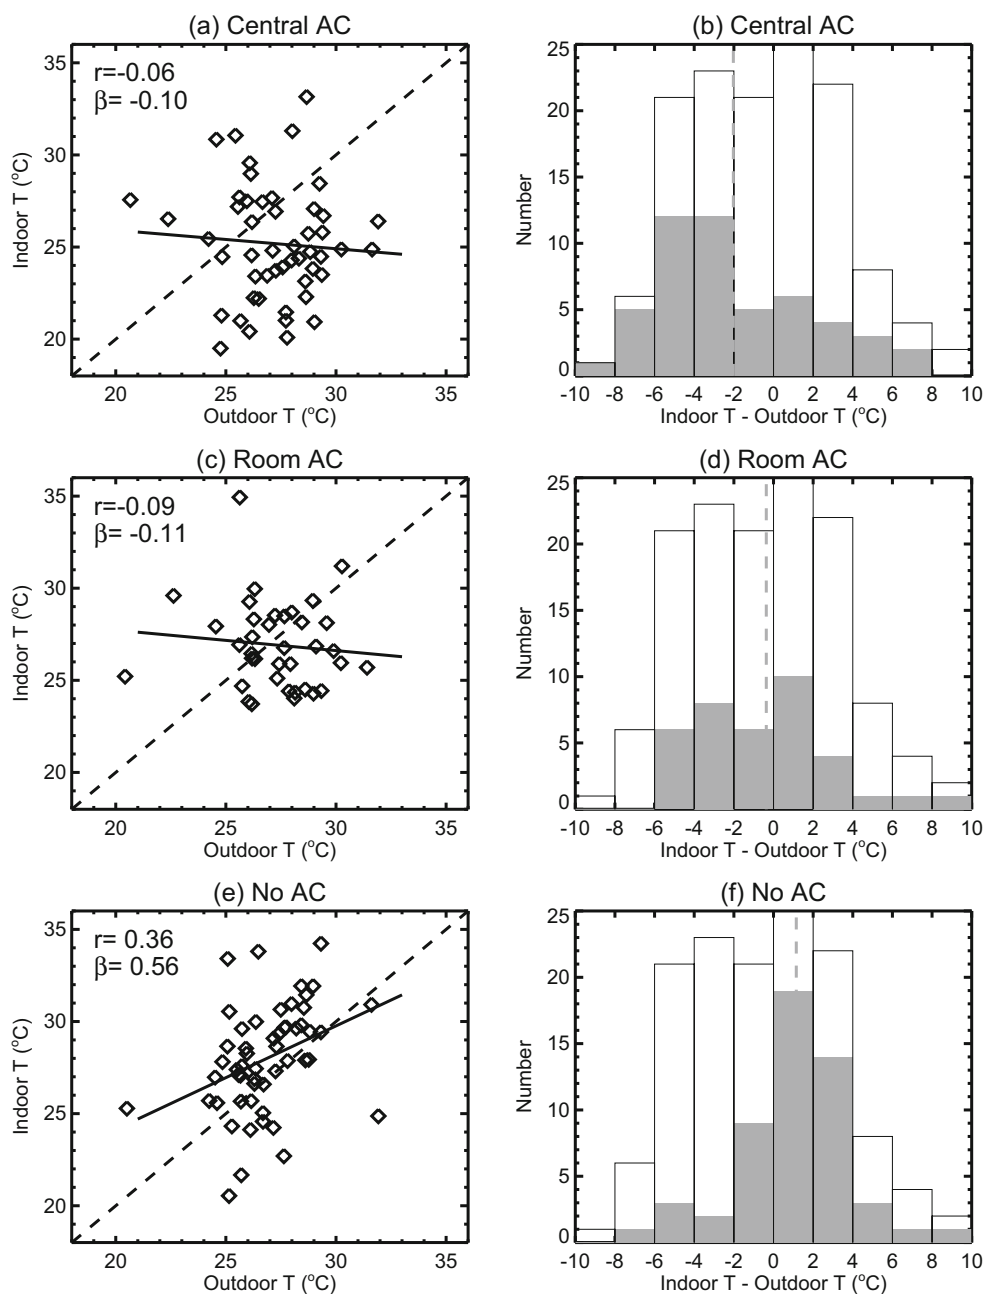 (a) Central AC
r=-0.06
β= -0.10
35
30
25
20
Indoor T (°C)
20 25 30 35
Outdoor T (°C)
(b) Central AC
25
20
15
10
5
0
Number
-10 -8 -6 -4 -2 0 2 4 6 8 10
Indoor T - Outdoor T (°C)
(c) Room AC
r=-0.09
β= -0.11
35
30
25
20
Indoor T (°C)
20 25 30 35
Outdoor T (°C)
(d) Room AC
25
20
15
10
5
0
Number
-10 -8 -6 -4 -2 0 2 4 6 8 10
Indoor T - Outdoor T (°C)
(e) No AC
r= 0.36
β= 0.56
35
30
25
20
Indoor T (°C)
20 25 30 35
Outdoor T (°C)
(f) No AC
25
20
15
10
5
0
Number
-10 -8 -6 -4 -2 0 2 4 6 8 10
Indoor T - Outdoor T (°C)